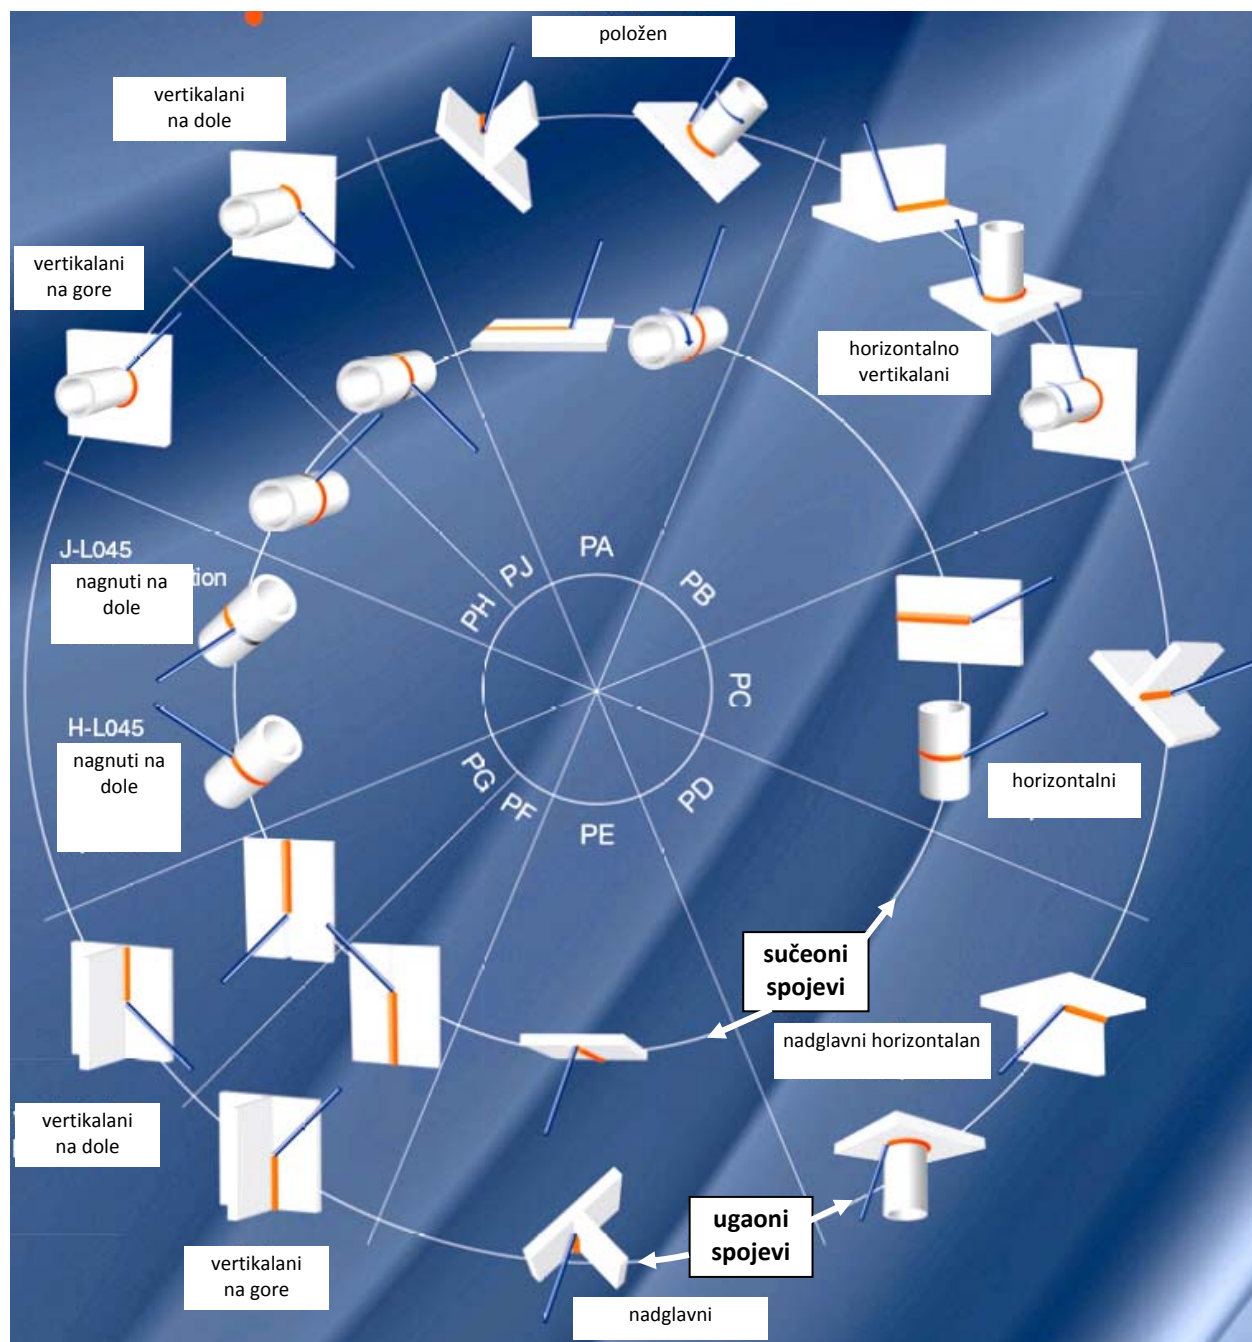 položen
vertikalani
na dole
vertikalani
na gore
horizontalno
vertikalani
J-L045
nagnuti na
dole
tion
PA
PJ
PB
PH
PC
H-L045
nagnuti na
dole
PG
PF
PE
PD
horizontalni
sučeoni
spojevi
nadglavni horizontalan
vertikalani
na dole
ugaoni
spojevi
vertikalani
na gore
nadglavni